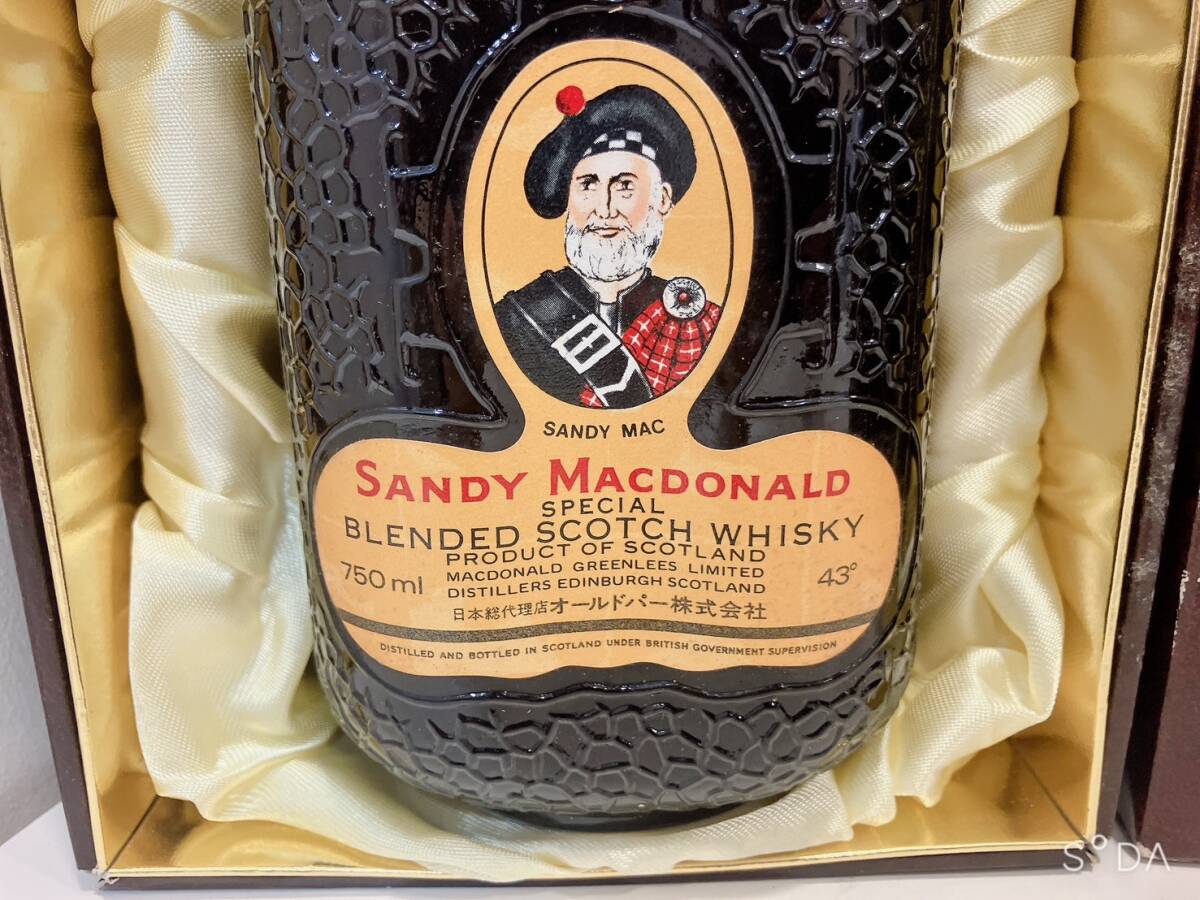 SANDY MAC
SANDY MACDONALD
SPECIAL
BLENDED SCOTCH WHISKY
PRODUCT OF SCOTLAND
750 ml
MACDONALD GREENLEES LIMITED
43°
DISTILLERS EDINBURGH SCOTLAND
日本総代理店オールドパー株式会社
DISTILLED AND BOTTLED IN SCOTLAND UNDER BRITISH GOVERNMENT SUPERVISION
S°DA